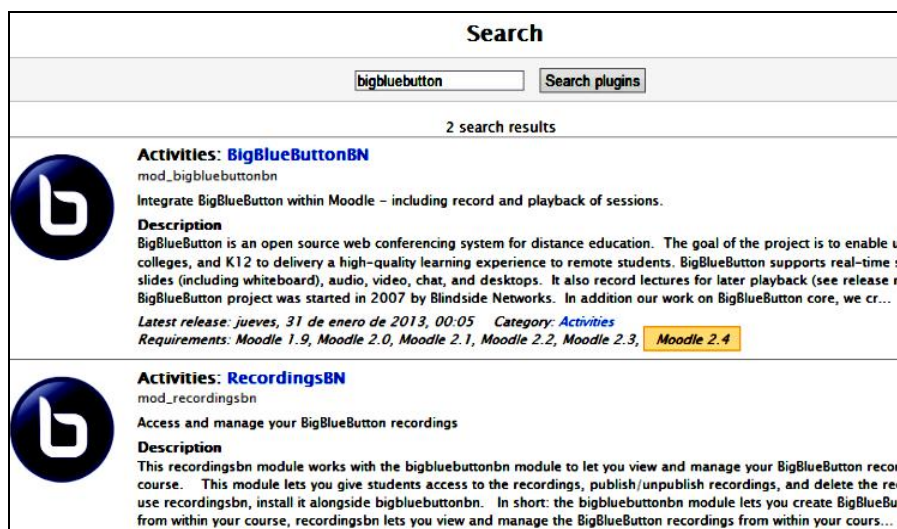 Search
bigbluebutton Search plugins
2 search results
Activities: BigBlueButtonBN
mod_bigbluebuttonbn
Integrate BigBlueButton within Moodle – including record and playback of sessions.
Description
BigBlueButton is an open source web conferencing system for distance education. The goal of the project is to enable u
colleges, and K12 to delivery a high-quality learning experience to remote students. BigBlueButton supports real-time s
slides (including whiteboard), audio, video, chat, and desktops. It also record lectures for later playback (see release n
BigBlueButton project was started in 2007 by Blindside Networks. In addition our work on BigBlueButton core, we cr...
Latest release: jueves, 31 de enero de 2013, 00:05 Category: Activities
Requirements: Moodle 1.9, Moodle 2.0, Moodle 2.1, Moodle 2.2, Moodle 2.3, Moodle 2.4
Activities: RecordingsBN
mod_recordingsbn
Access and manage your BigBlueButton recordings
Description
This recordingsbn module works with the bigbluebuttonbn module to let you view and manage your BigBlueButton reco
course. This module lets you give students access to the recordings, publish/unpublish recordings, and delete the re
use recordingsbn, install it alongside bigbluebuttonbn. In short: the bigbluebuttonbn module lets you create BigBlueBu
from within your course, recordingsbn lets you view and manage the BigBlueButton recordings from within your cours...